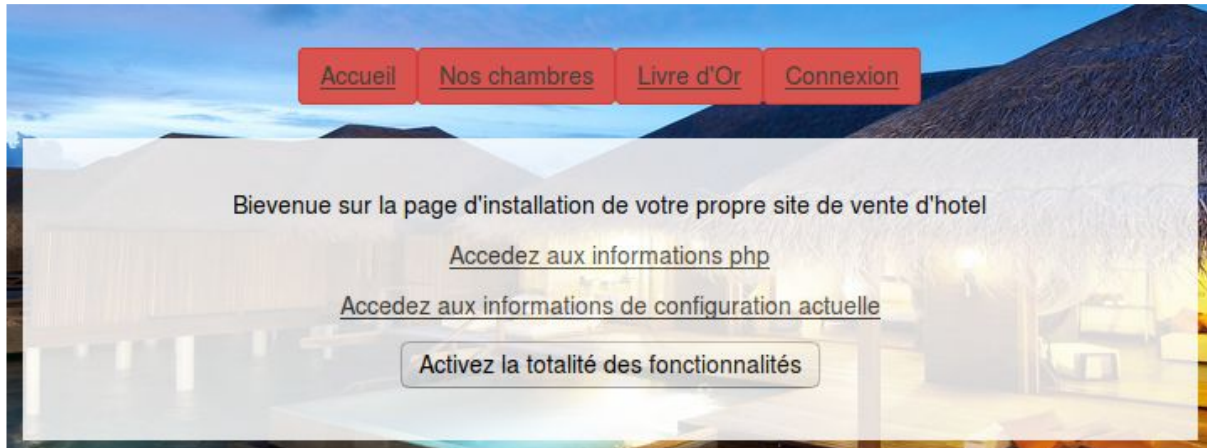 Accueil Nos chambres Livre d'Or Connexion
Bievenue sur la page d'installation de votre propre site de vente d'hotel
Accedez aux informations php
Accedez aux informations de configuration actuelle
Activez la totalité des fonctionnalités